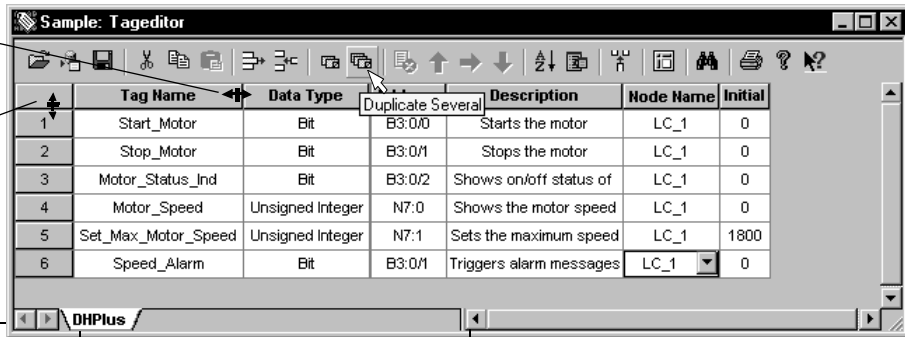 Sample: Tageditor
Tag Name Data Type Description Node Name Initial
Duplicate Several
1 Start_Motor Bit B3:0/0 Starts the motor LC_1 0
2 Stop_Motor Bit B3:0/1 Stops the motor LC_1 0
3 Motor_Status_Ind Bit B3:0/2 Shows on/off status of LC_1 0
4 Motor_Speed Unsigned Integer N7:0 Shows the motor speed LC_1 0
5 Set_Max_Motor_Speed Unsigned Integer N7:1 Sets the maximum speed LC_1 1800
6 Speed_Alarm Bit B3:0/1 Triggers alarm messages LC_1 0
DHPlus